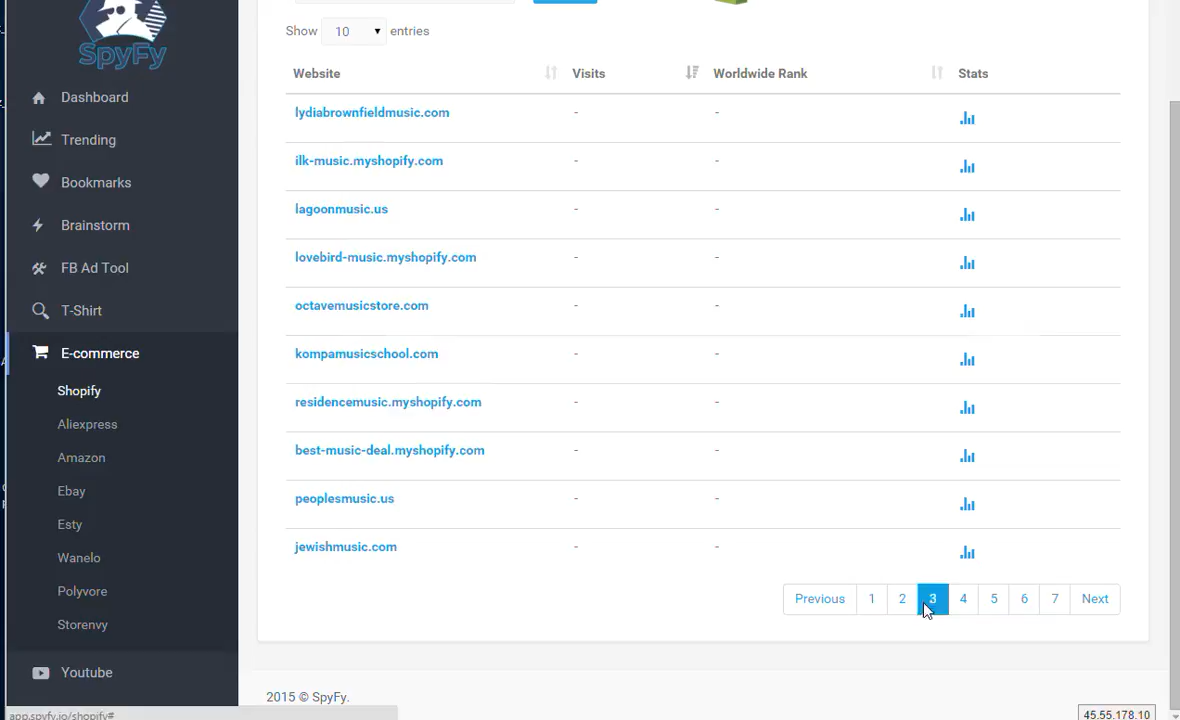 SpyFy
Dashboard
Trending
Bookmarks
Brainstorm
FB Ad Tool
T-Shirt
E-commerce
Shopify
Aliexpress
Amazon
Ebay
Esty
Wanelo
Polyvore
Storenvy
Youtube
app.spyfy.io/shopify#
Show 10 entries
Website Visits Worldwide Rank Stats
lydiabrownfieldmusic.com - -
ilk-music.myshopify.com - -
lagoonmusic.us - -
lovebird-music.myshopify.com - -
octavemusicstore.com - -
kompamusicschool.com - -
residencemusic.myshopify.com - -
best-music-deal.myshopify.com - -
peoplesmusic.us - -
jewishmusic.com - -
Previous 1 2 3 4 5 6 7 Next
2015 © SpyFy.
45.55.178.10